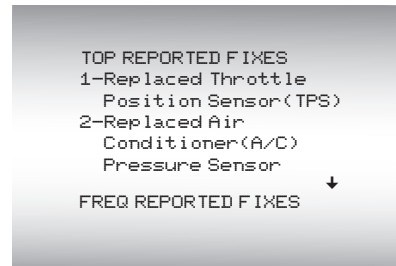 TOP REPORTED FIXES
1-Replaced Throttle
Position Sensor(TPS)
2-Replaced Air
Conditioner(A/C)
Pressure Sensor
FREQ REPORTED FIXES